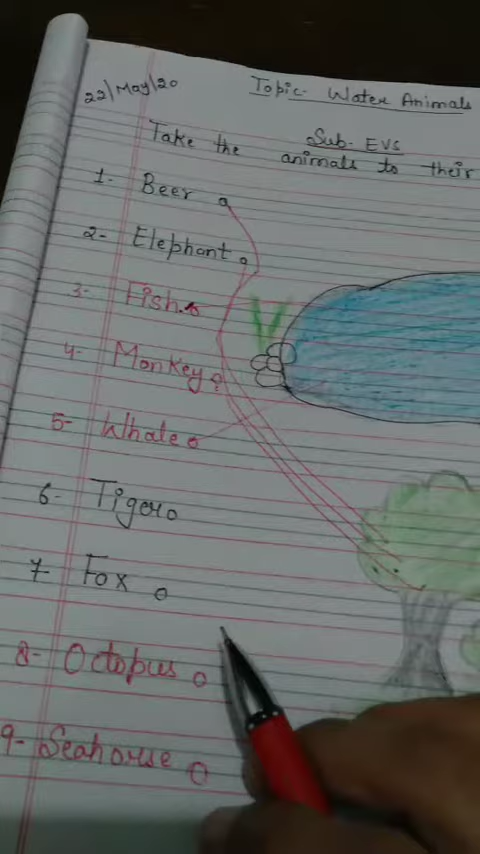 22/May/20
Topic- Water Animals
Sub- EVS
Take the animals to their
1- Beer
2- Elephant
3- Fish
4- Monkey
5- Whale
6- Tiger
7- Fox
8- Octopus
9- Seahorse